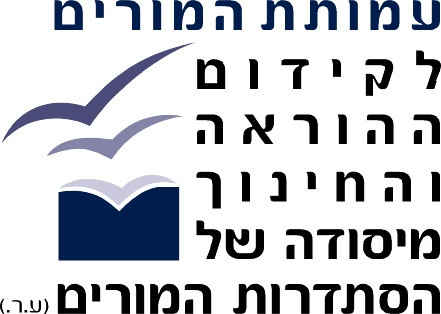 עמותת המורים
לקידום
ההוראה
והחינוך
מיסודה של
הסתדרות המורים (ע.ר.)